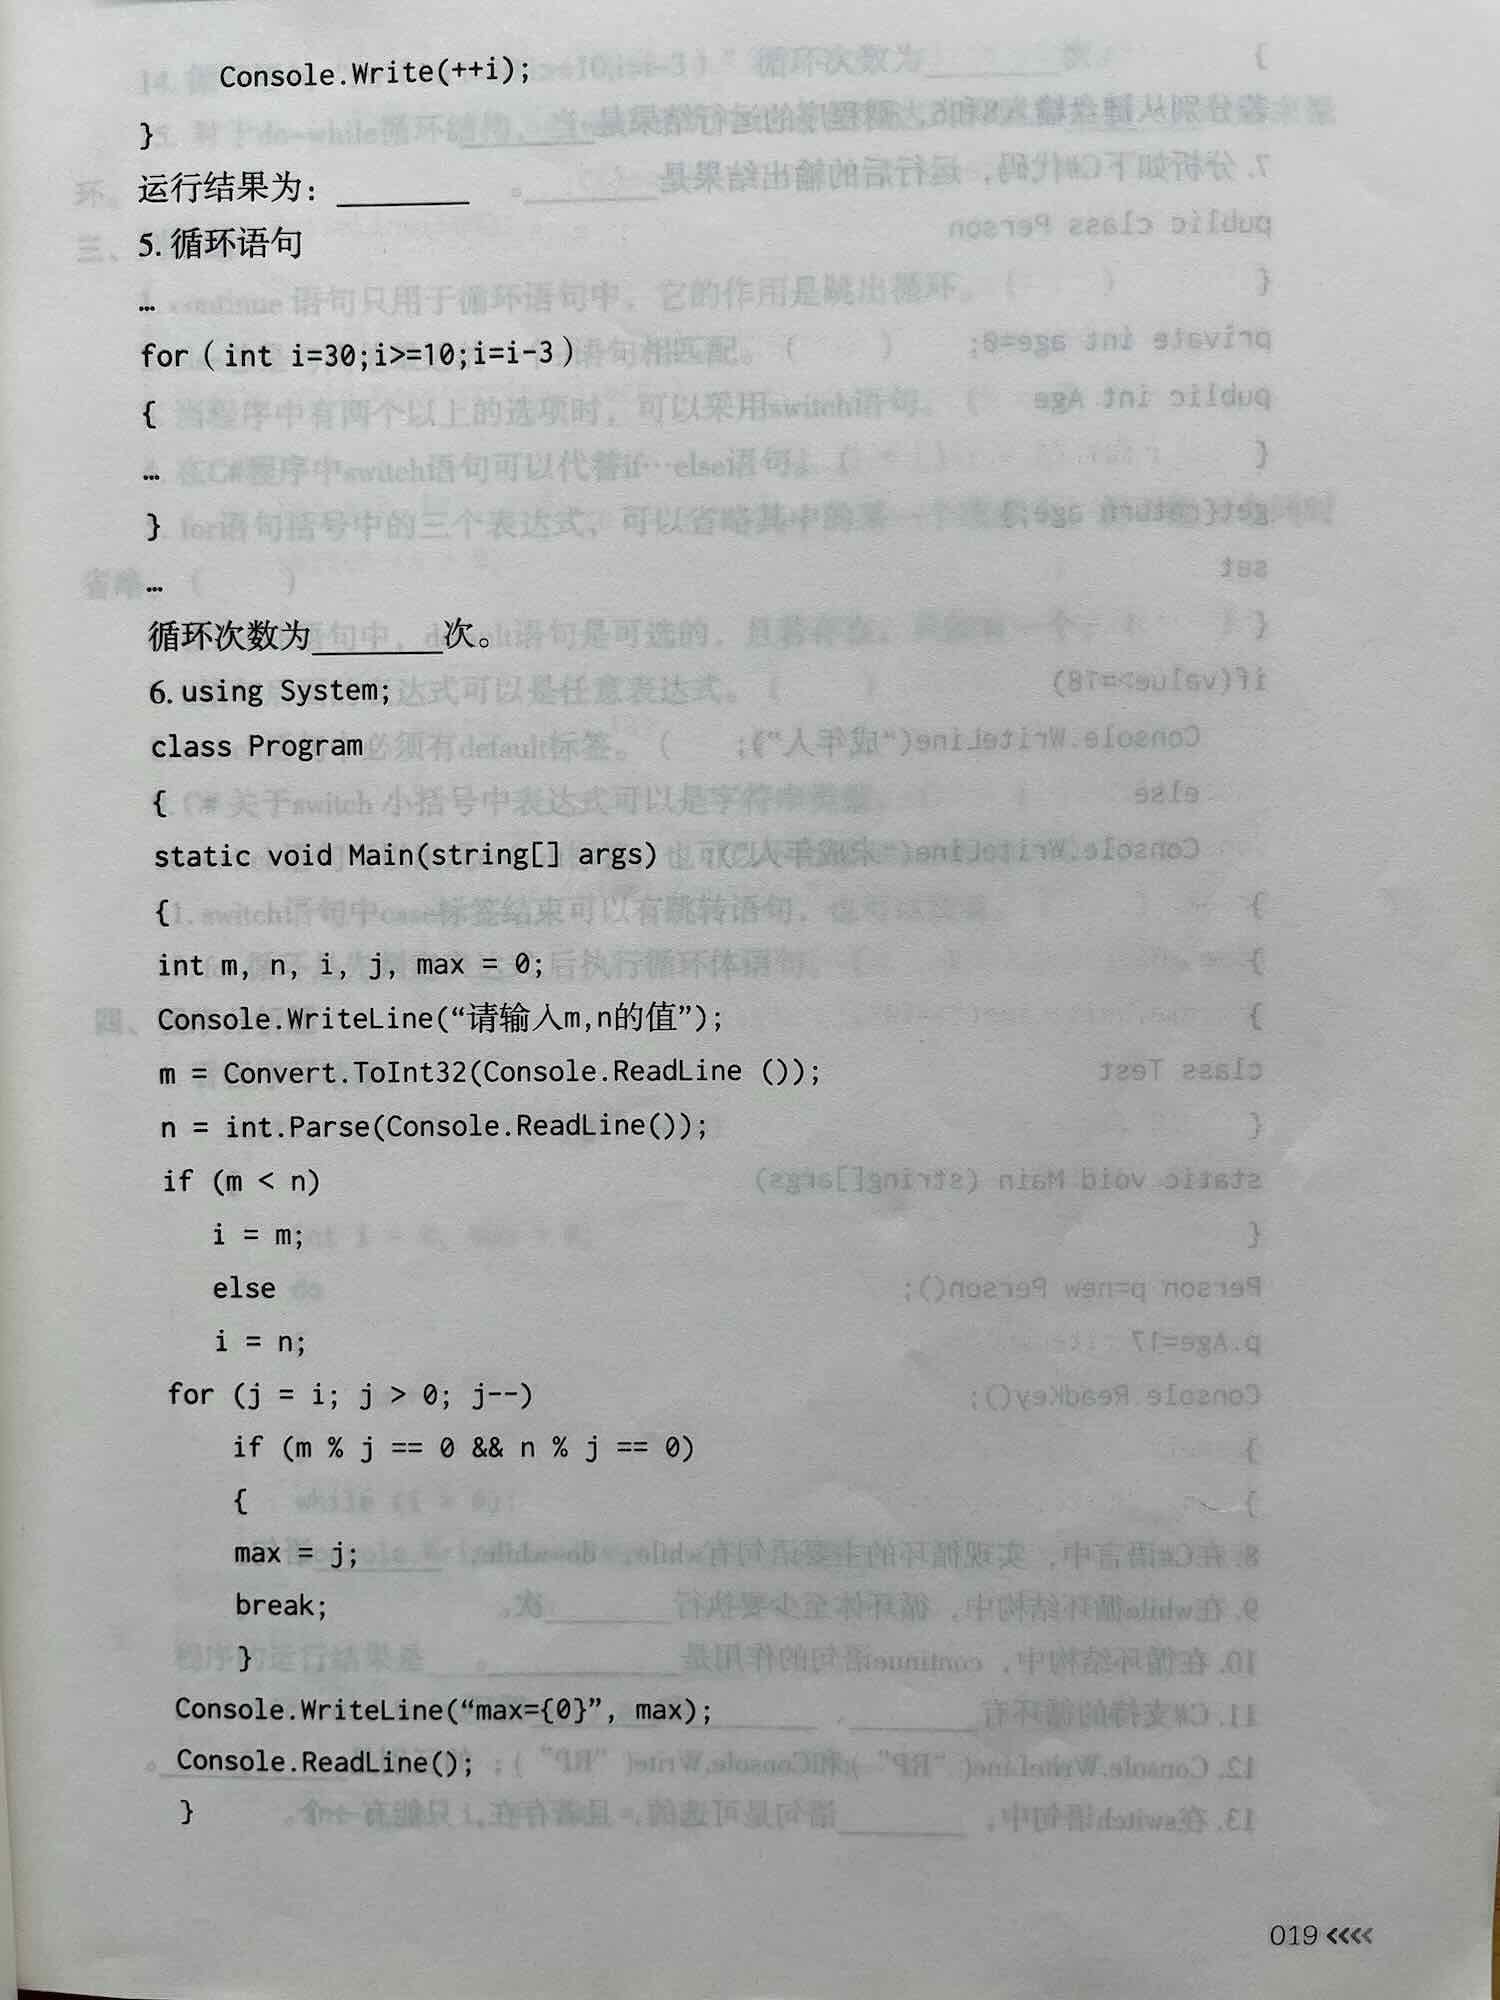 Console.Write(++i);
}
运行结果为：________
5. 循环语句
…
for（int i=30;i>=10;i=i-3）
{
…
}
…
循环次数为________次。
6. using System;
class Program
{
static void Main(string[] args)
{
int m, n, i, j, max = 0;
Console.WriteLine(“请输入m,n的值”);
m = Convert.ToInt32(Console.ReadLine ());
n = int.Parse(Console.ReadLine());
if (m < n)
i = m;
else
i = n;
for (j = i; j > 0; j--)
if (m % j == 0 && n % j == 0)
{
max = j;
break;
}
Console.WriteLine(“max={0}”, max);
Console.ReadLine();
}
019